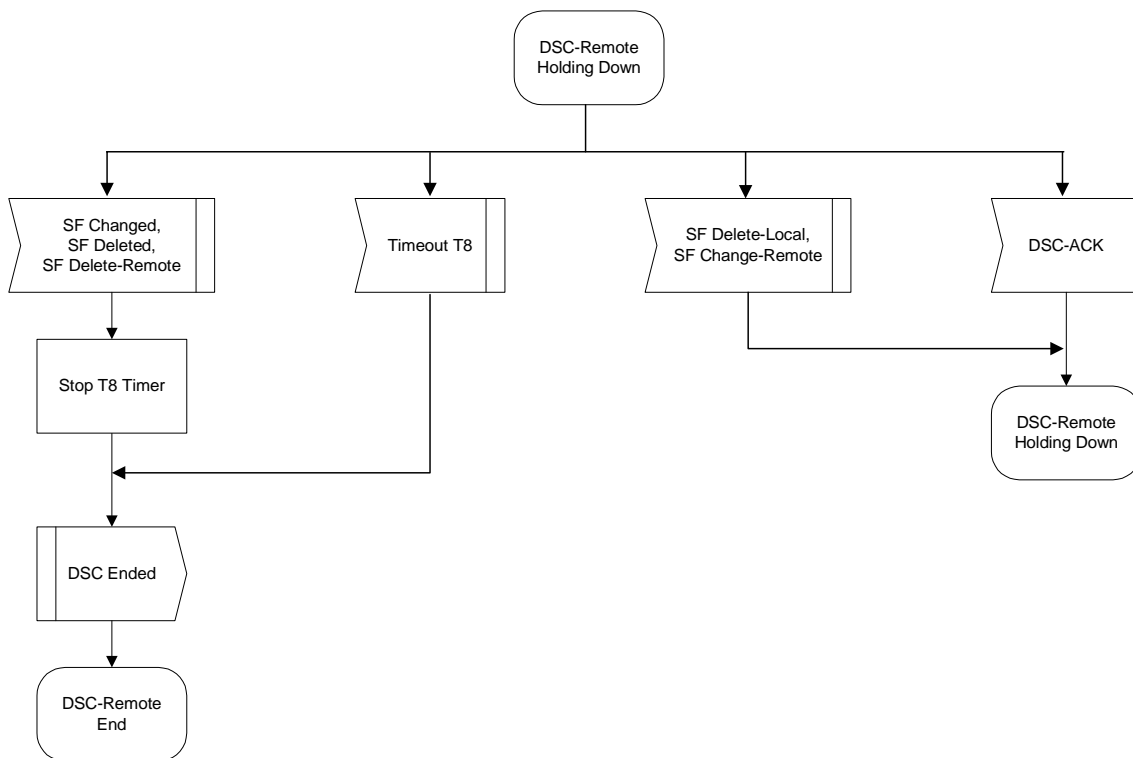 DSC-Remote
Holding Down
SF Changed,
SF Deleted,
SF Delete-Remote
Timeout T8
SF Delete-Local,
SF Change-Remote
DSC-ACK
Stop T8 Timer
DSC-Remote
Holding Down
DSC Ended
DSC-Remote
End